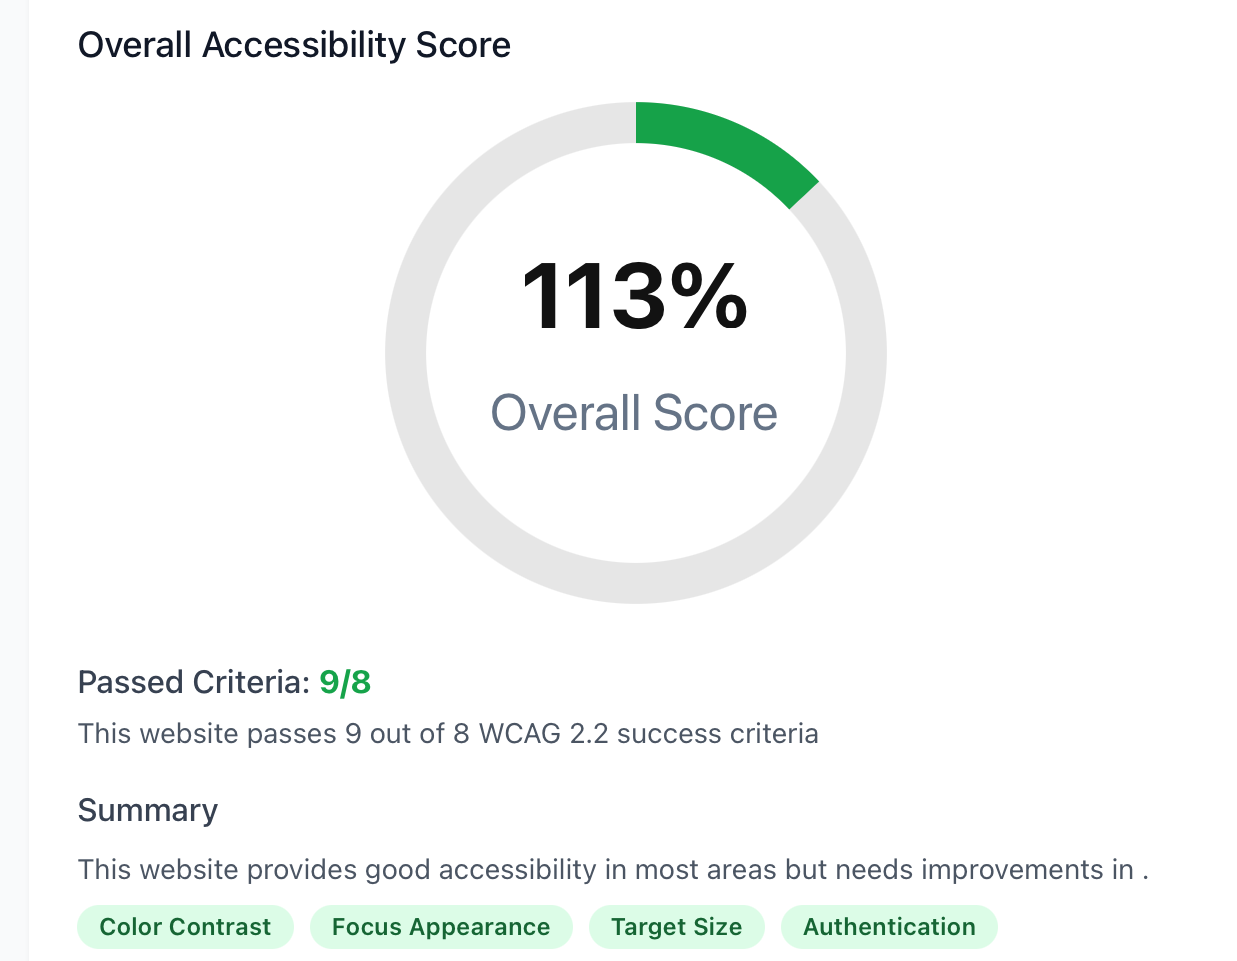 Overall Accessibility Score
113%
Overall Score
Passed Criteria: 9/8
This website passes 9 out of 8 WCAG 2.2 success criteria
Summary
This website provides good accessibility in most areas but needs improvements in .
Color Contrast Focus Appearance Target Size Authentication